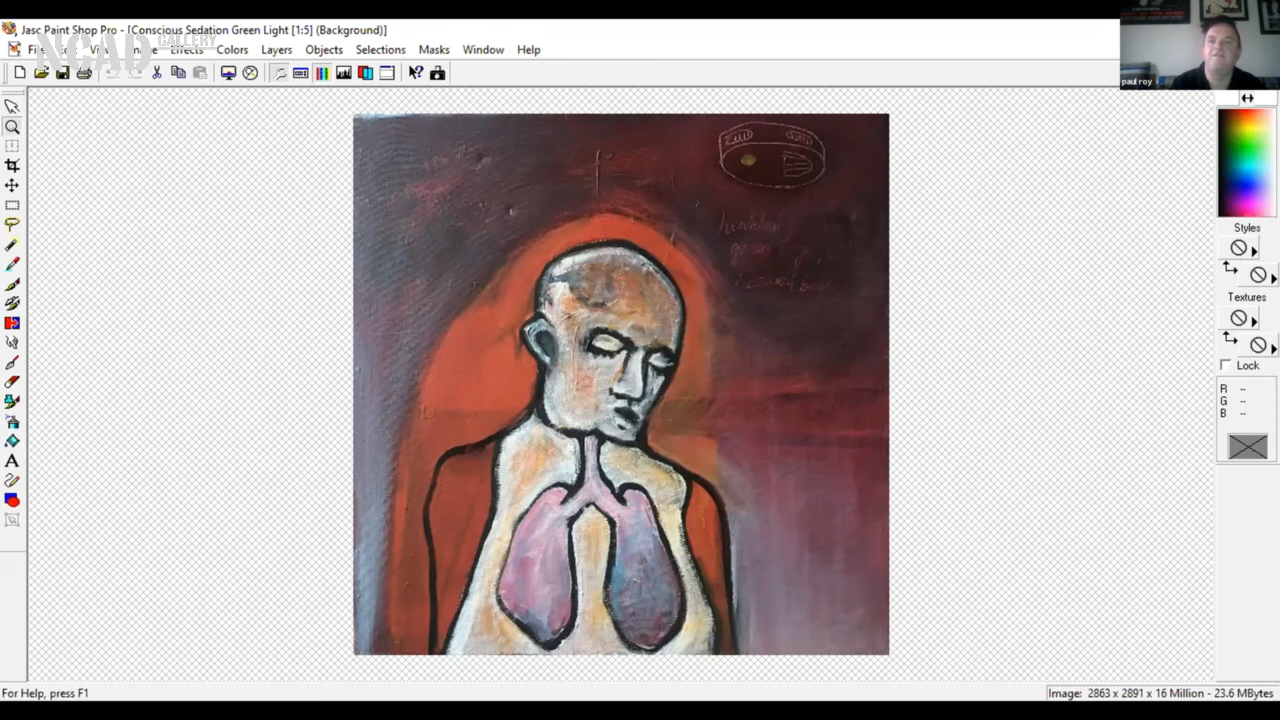 Jasc Paint Shop Pro - [Conscious Sedation Green Light [1:5] (Background)]
NCAD GALLERY
Effects Colors Layers Objects Selections Masks Window Help
paul roy
Styles
Textures
Lock
R --
G --
B --
For Help, press F1
Image: 2863 x 2891 x 16 Million - 23.6 MBytes